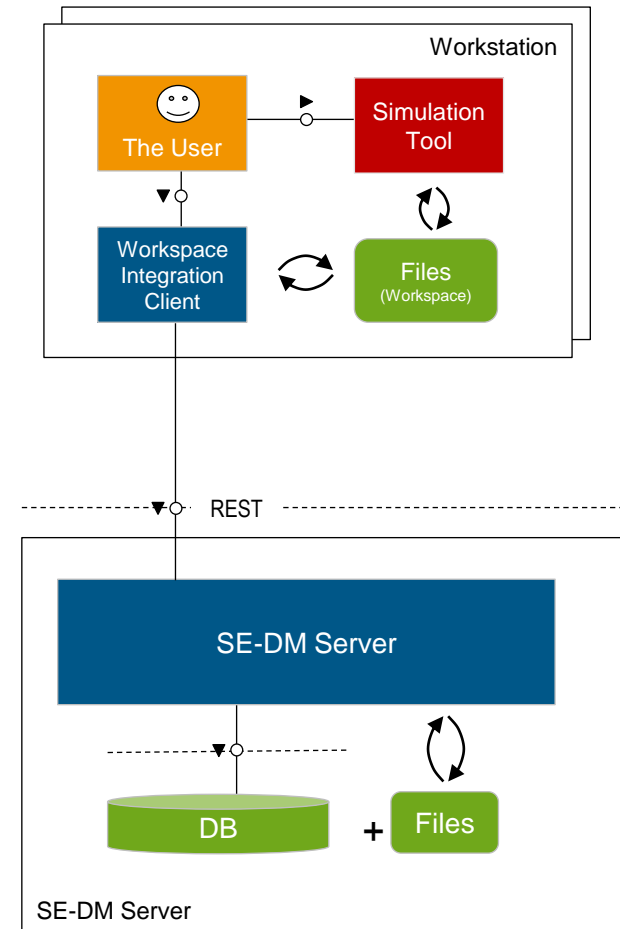 Workstation
The User
Simulation
Tool
Workspace
Integration
Client
Files
(Workspace)
REST
SE-DM Server
DB
+
Files
SE-DM Server